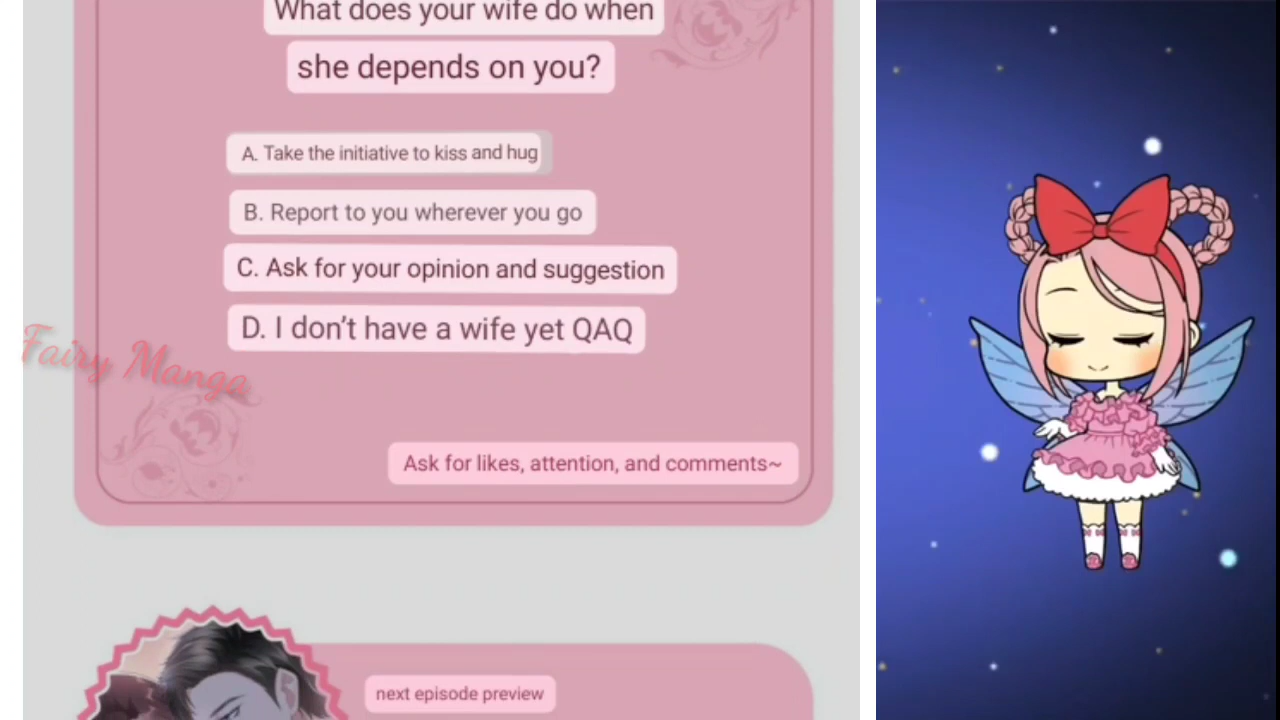 What does your wife do when
she depends on you?
A. Take the initiative to kiss and hug
B. Report to you wherever you go
C. Ask for your opinion and suggestion
D. I don't have a wife yet QAQ
Fairy Manga
Ask for likes, attention, and comments~
next episode preview